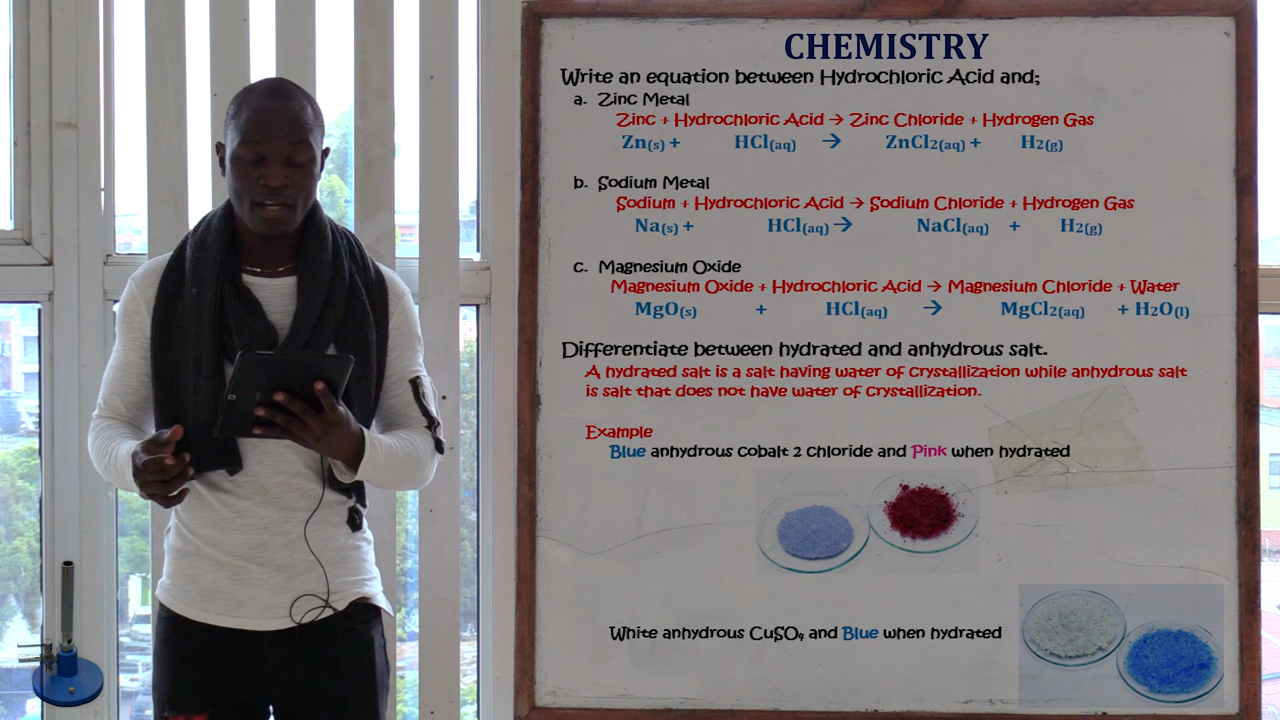 CHEMISTRY
Write an equation between Hydrochloric Acid and;
a. Zinc Metal
Zinc + Hydrochloric Acid → Zinc Chloride + Hydrogen Gas
Zn(s) + HCl(aq) → ZnCl2(aq) + H2(g)
b. Sodium Metal
Sodium + Hydrochloric Acid → Sodium Chloride + Hydrogen Gas
Na(s) + HCl(aq) → NaCl(aq) + H2(g)
c. Magnesium Oxide
Magnesium Oxide + Hydrochloric Acid → Magnesium Chloride + Water
MgO(s) + HCl(aq) → MgCl2(aq) + H2O(l)
Differentiate between hydrated and anhydrous salt.
A hydrated salt is a salt having water of crystallization while anhydrous salt
is salt that does not have water of crystallization.
Example
Blue anhydrous cobalt 2 chloride and Pink when hydrated
White anhydrous CuSO4 and Blue when hydrated